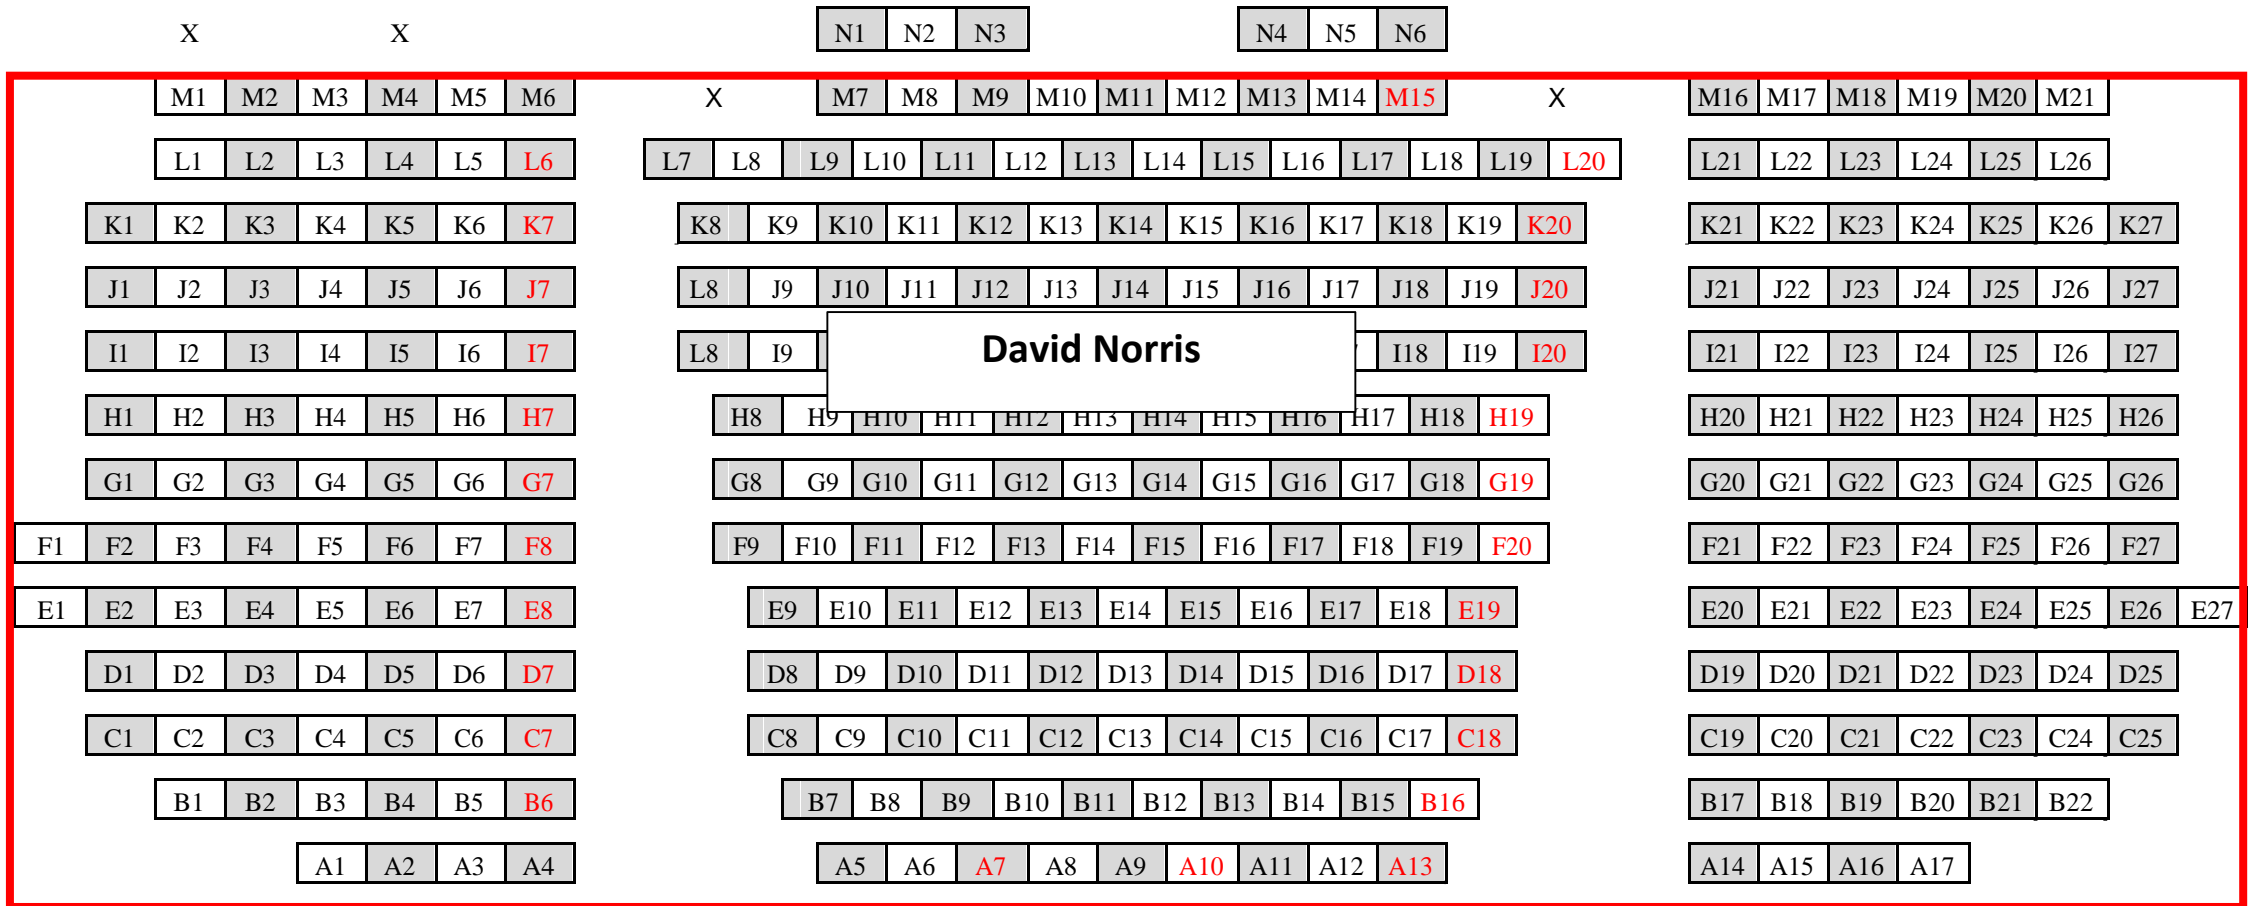 X X N1 N2 N3 N4 N5 N6
M1 M2 M3 M4 M5 M6 X M7 M8 M9 M10 M11 M12 M13 M14 M15 X M16 M17 M18 M19 M20 M21
L1 L2 L3 L4 L5 L6 L7 L8 L9 L10 L11 L12 L13 L14 L15 L16 L17 L18 L19 L20 L21 L22 L23 L24 L25 L26
K1 K2 K3 K4 K5 K6 K7 K8 K9 K10 K11 K12 K13 K14 K15 K16 K17 K18 K19 K20 K21 K22 K23 K24 K25 K26 K27
J1 J2 J3 J4 J5 J6 J7 L8 J9 J10 J11 J12 J13 J14 J15 J16 J17 J18 J19 J20 J21 J22 J23 J24 J25 J26 J27
I1 I2 I3 I4 I5 I6 I7 L8 I9 David Norris I18 I19 I20 I21 I22 I23 I24 I25 I26 I27
H1 H2 H3 H4 H5 H6 H7 H8 H9 H10 H11 H12 H13 H14 H15 H16 H17 H18 H19 H20 H21 H22 H23 H24 H25 H26
G1 G2 G3 G4 G5 G6 G7 G8 G9 G10 G11 G12 G13 G14 G15 G16 G17 G18 G19 G20 G21 G22 G23 G24 G25 G26
F1 F2 F3 F4 F5 F6 F7 F8 F9 F10 F11 F12 F13 F14 F15 F16 F17 F18 F19 F20 F21 F22 F23 F24 F25 F26 F27
E1 E2 E3 E4 E5 E6 E7 E8 E9 E10 E11 E12 E13 E14 E15 E16 E17 E18 E19 E20 E21 E22 E23 E24 E25 E26 E27
D1 D2 D3 D4 D5 D6 D7 D8 D9 D10 D11 D12 D13 D14 D15 D16 D17 D18 D19 D20 D21 D22 D23 D24 D25
C1 C2 C3 C4 C5 C6 C7 C8 C9 C10 C11 C12 C13 C14 C15 C16 C17 C18 C19 C20 C21 C22 C23 C24 C25
B1 B2 B3 B4 B5 B6 B7 B8 B9 B10 B11 B12 B13 B14 B15 B16 B17 B18 B19 B20 B21 B22
A1 A2 A3 A4 A5 A6 A7 A8 A9 A10 A11 A12 A13 A14 A15 A16 A17